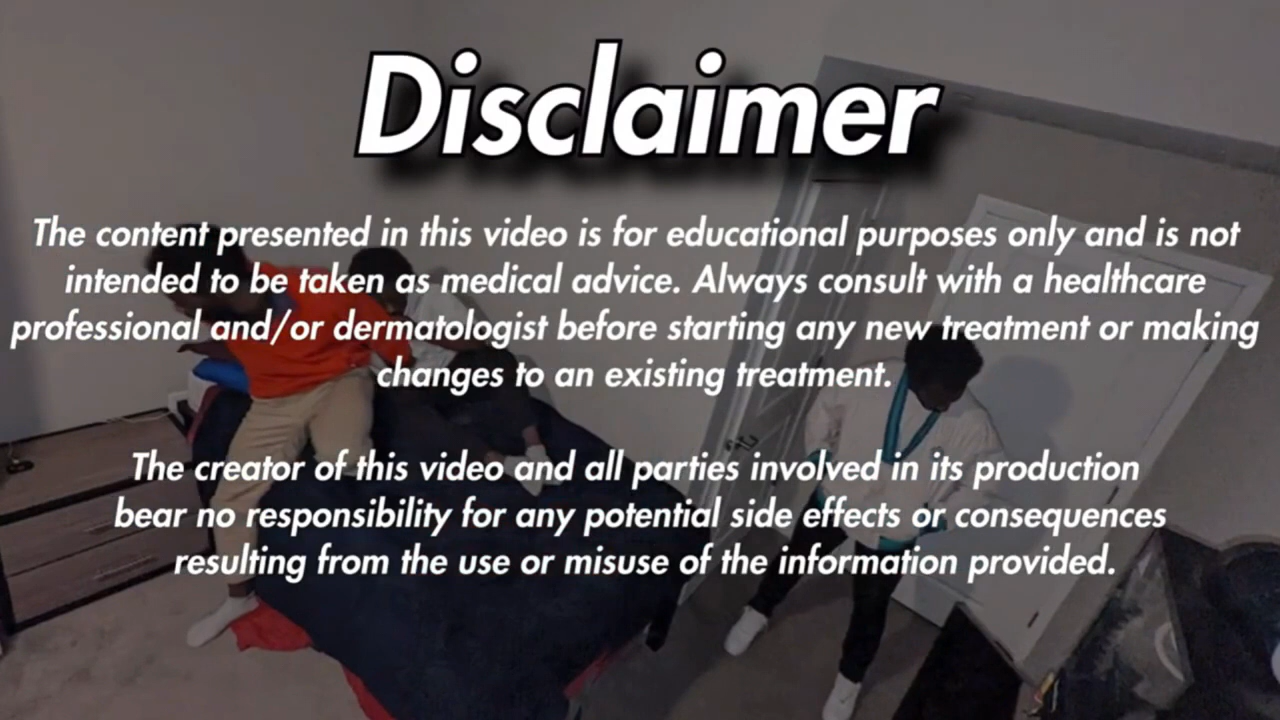 Disclaimer
The content presented in this video is for educational purposes only and is not
intended to be taken as medical advice. Always consult with a healthcare
professional and/or dermatologist before starting any new treatment or making
changes to an existing treatment.
The creator of this video and all parties involved in its production
bear no responsibility for any potential side effects or consequences
resulting from the use or misuse of the information provided.